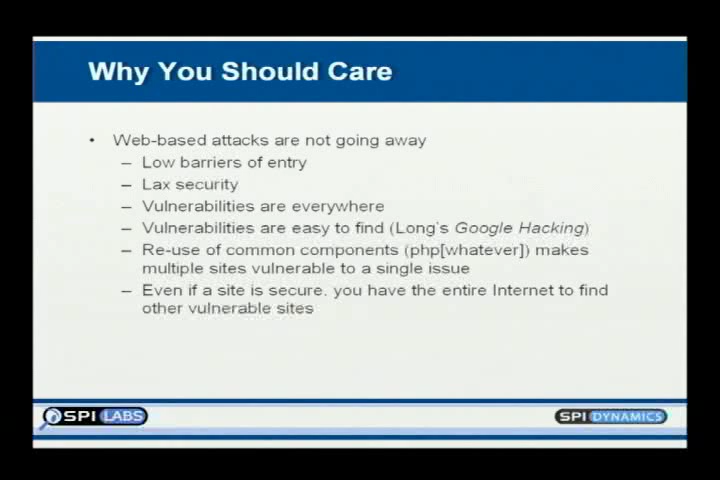 Why You Should Care
• Web-based attacks are not going away
– Low barriers of entry
– Lax security
– Vulnerabilities are everywhere
– Vulnerabilities are easy to find (Long's Google Hacking)
– Re-use of common components (php[whatever]) makes
multiple sites vulnerable to a single issue
– Even if a site is secure, you have the entire Internet to find
other vulnerable sites
SPI LABS
SPI DYNAMICS